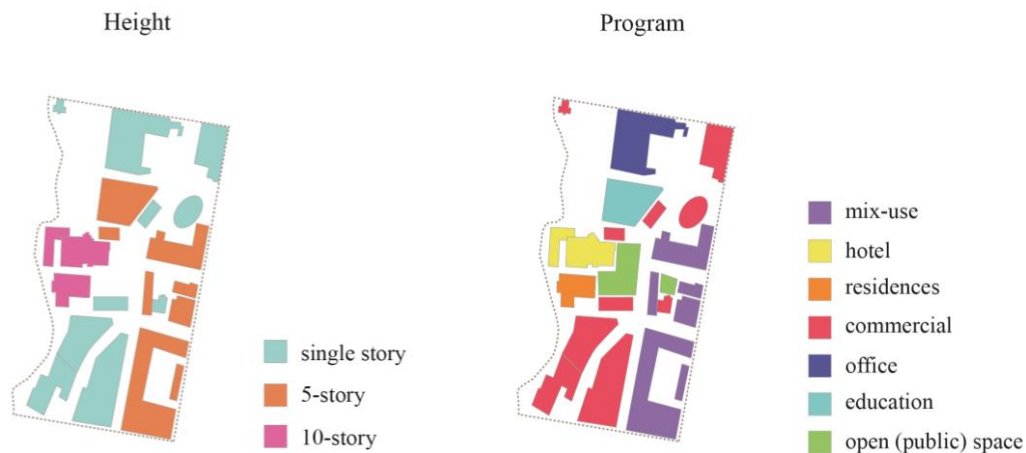 Height
Program
single story
5-story
10-story
mix-use
hotel
residences
commercial
office
education
open (public) space